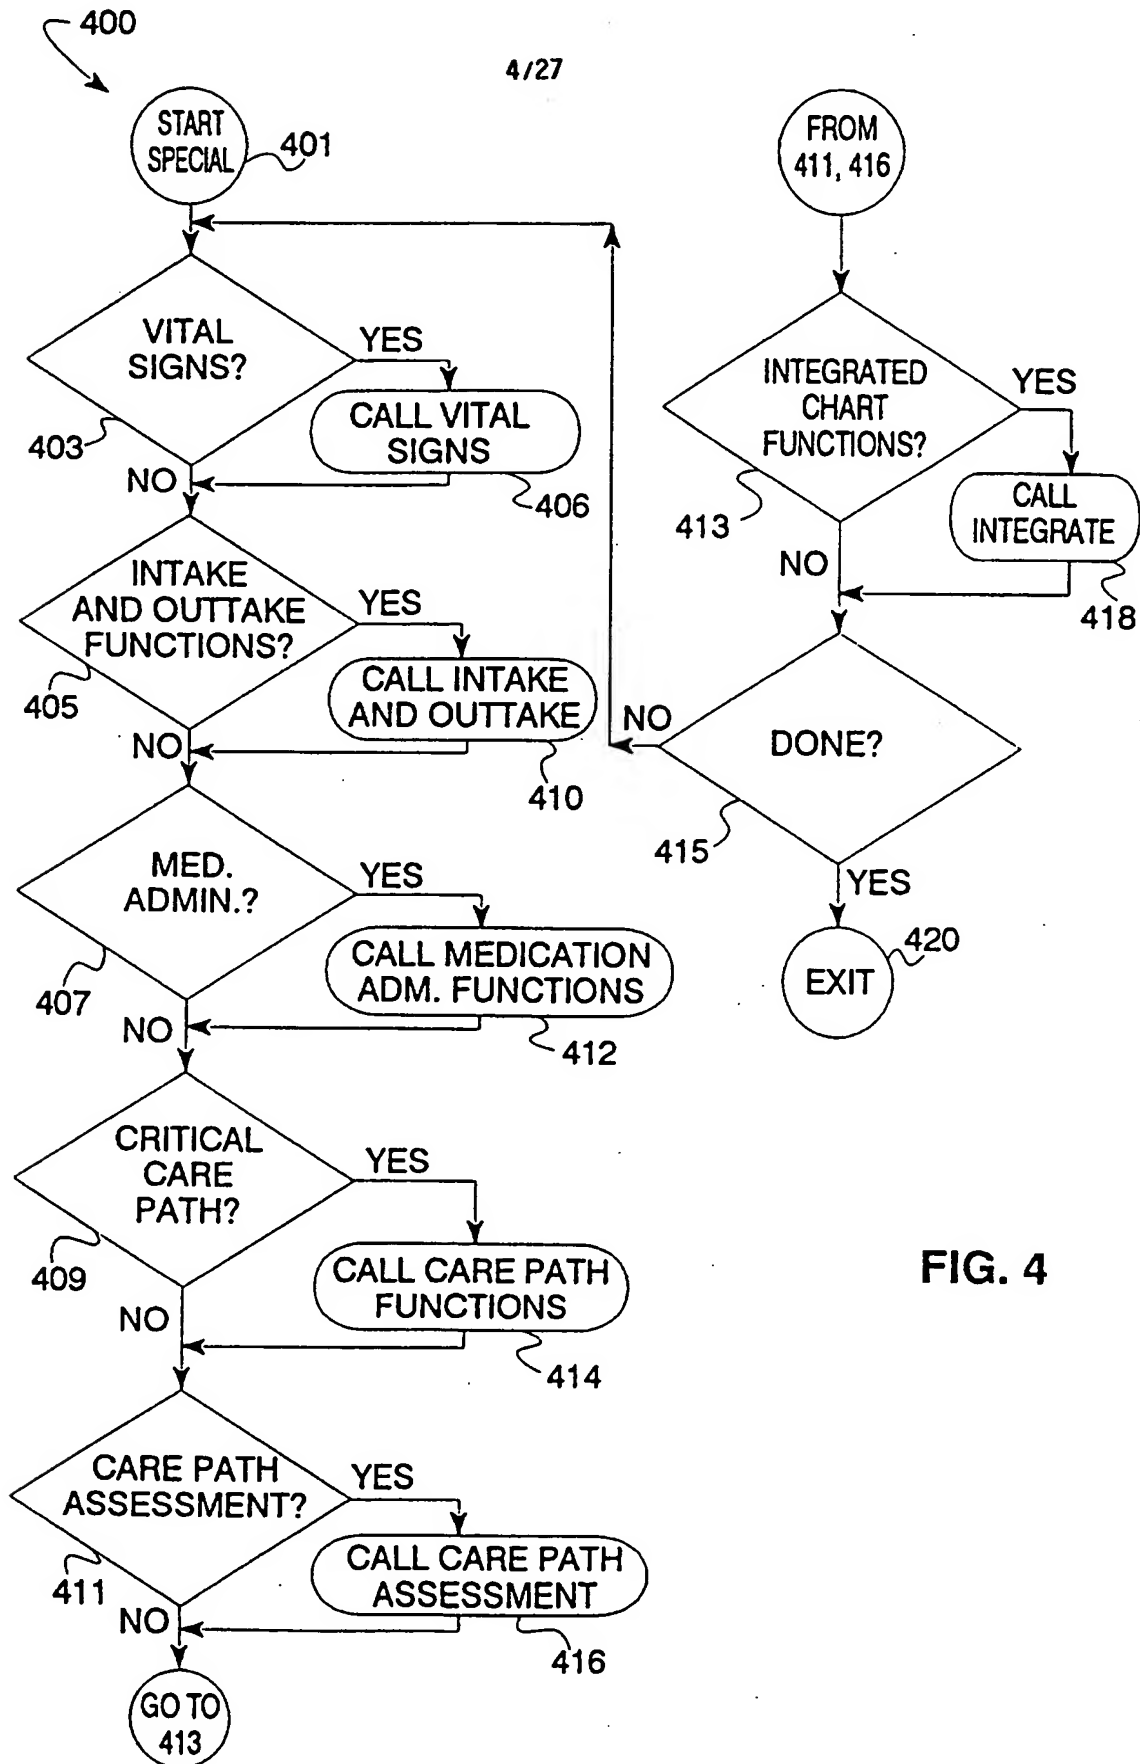 400
4/27
START
SPECIAL
401
VITAL
SIGNS?
YES
403
CALL VITAL
SIGNS
NO
406
INTAKE
AND OUTTAKE
FUNCTIONS?
YES
405
CALL INTAKE
AND OUTTAKE
NO
410
MED.
ADMIN.?
YES
407
CALL MEDICATION
ADM. FUNCTIONS
NO
412
CRITICAL
CARE
PATH?
YES
409
CALL CARE PATH
FUNCTIONS
NO
414
CARE PATH
ASSESSMENT?
YES
411
CALL CARE PATH
ASSESSMENT
NO
416
GO TO
413
FROM
411, 416
INTEGRATED
CHART
FUNCTIONS?
YES
413
CALL
INTEGRATE
NO
418
DONE?
NO
415
YES
EXIT
420
FIG. 4